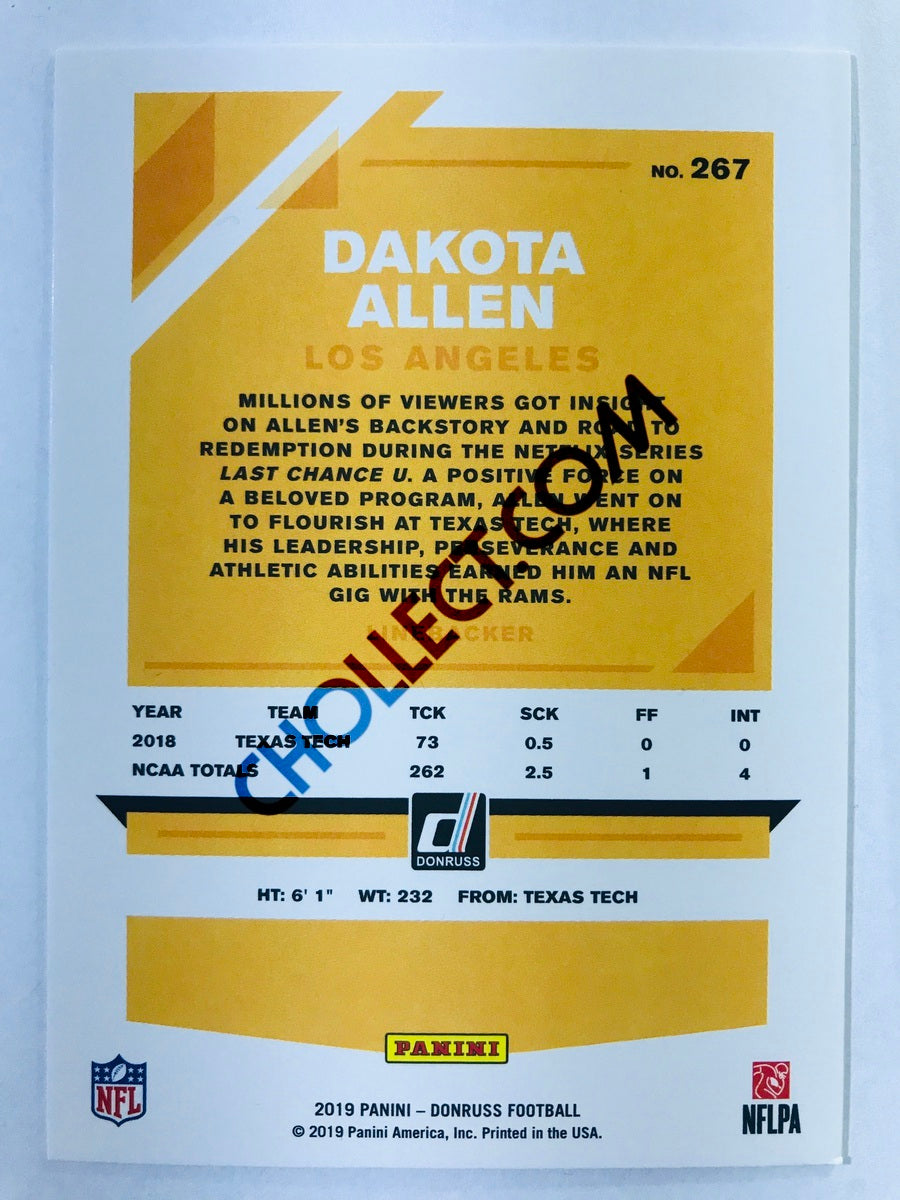 NO. 267
DAKOTA
ALLEN
LOS ANGELES
MILLIONS OF VIEWERS GOT INSIGHT
ON ALLEN'S BACKSTORY AND ROAD TO
REDEMPTION DURING THE NETFLIX SERIES
LAST CHANCE U. A POSITIVE FORCE ON
A BELOVED PROGRAM, ALLEN WENT ON
TO FLOURISH AT TEXAS TECH, WHERE
HIS LEADERSHIP, PERSEVERANCE AND
ATHLETIC ABILITIES EARNED HIM AN NFL
GIG WITH THE RAMS.
LINEBACKER
CHOLLECT.COM
YEAR TEAM TCK SCK FF INT
2018 TEXAS TECH 73 0.5 0 0
NCAA TOTALS 262 2.5 1 4
d
DONRUSS
HT: 6' 1" WT: 232 FROM: TEXAS TECH
PANINI
NFL
NFLPA
2019 PANINI – DONRUSS FOOTBALL
© 2019 Panini America, Inc. Printed in the USA.